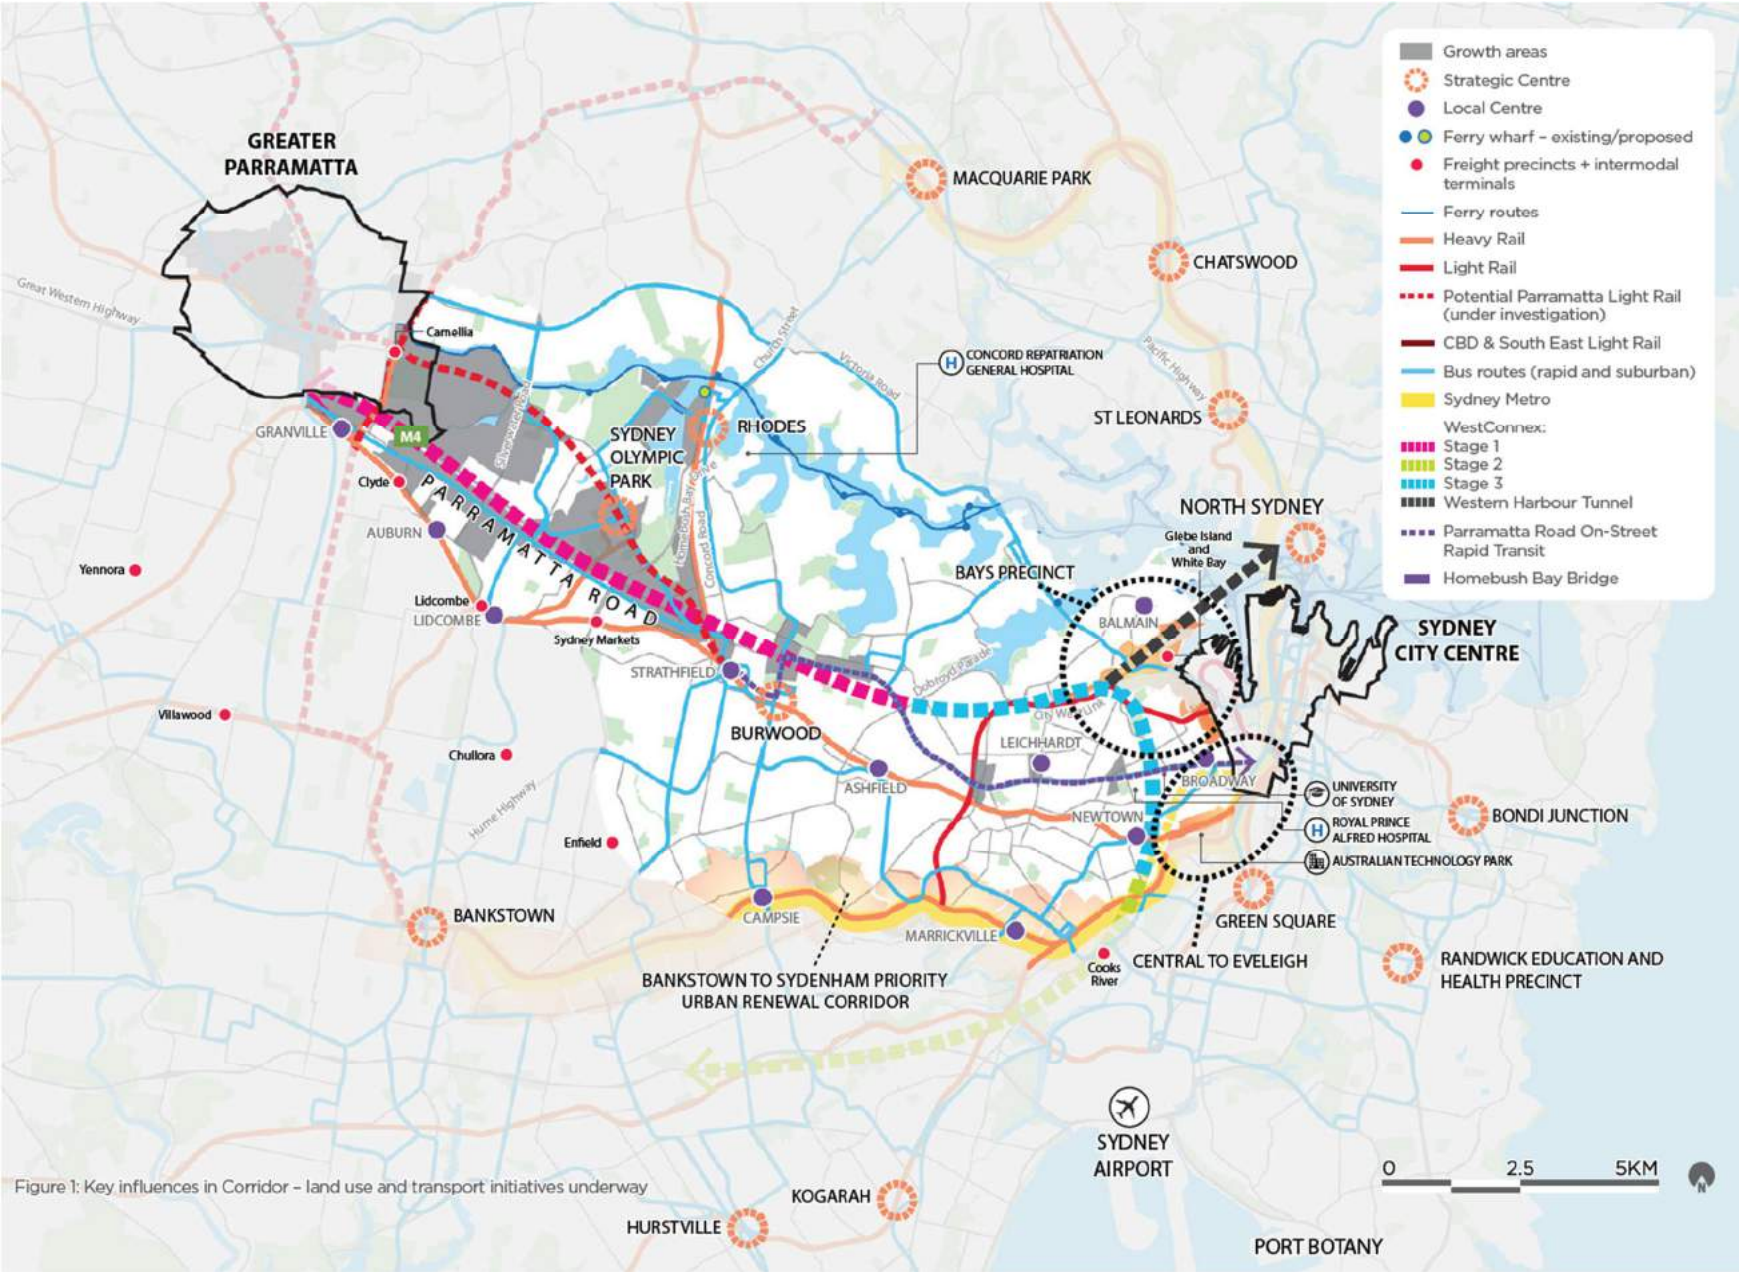 Growth areas
Strategic Centre
Local Centre
Ferry wharf – existing/proposed
Freight precincts + intermodal
terminals
Ferry routes
Heavy Rail
Light Rail
Potential Parramatta Light Rail
(under investigation)
CBD & South East Light Rail
Bus routes (rapid and suburban)
Sydney Metro
WestConnex:
Stage 1
Stage 2
Stage 3
Western Harbour Tunnel
Parramatta Road On-Street
Rapid Transit
Homebush Bay Bridge
GREATER
PARRAMATTA
MACQUARIE PARK
CHATSWOOD
Great Western Highway
Camellia
Church Street
Victoria Road
Pacific Highway
H
CONCORD REPATRIATION
GENERAL HOSPITAL
ST LEONARDS
GRANVILLE
M4
Silverwater Road
SYDNEY
OLYMPIC
PARK
RHODES
Homebush Bay Drive
Concord Road
Clyde
PARRAMATTA ROAD
AUBURN
NORTH SYDNEY
Glebe Island
and
White Bay
Yennora
BAYS PRECINCT
Lidcombe
LIDCOMBE
Sydney Markets
BALMAIN
SYDNEY
CITY CENTRE
STRATHFIELD
Dobroyd Parade
City West Link
Villawood
BURWOOD
LEICHHARDT
Chullora
ASHFIELD
BROADWAY
UNIVERSITY
OF SYDNEY
Hume Highway
NEWTOWN
H
ROYAL PRINCE
ALFRED HOSPITAL
BONDI JUNCTION
Enfield
AUSTRALIAN TECHNOLOGY PARK
BANKSTOWN
CAMPSIE
MARRICKVILLE
GREEN SQUARE
BANKSTOWN TO SYDENHAM PRIORITY
URBAN RENEWAL CORRIDOR
Cooks
River
CENTRAL TO EVELEIGH
RANDWICK EDUCATION AND
HEALTH PRECINCT
SYDNEY
AIRPORT
0 2.5 5KM
N
Figure 1: Key influences in Corridor – land use and transport initiatives underway
KOGARAH
HURSTVILLE
PORT BOTANY